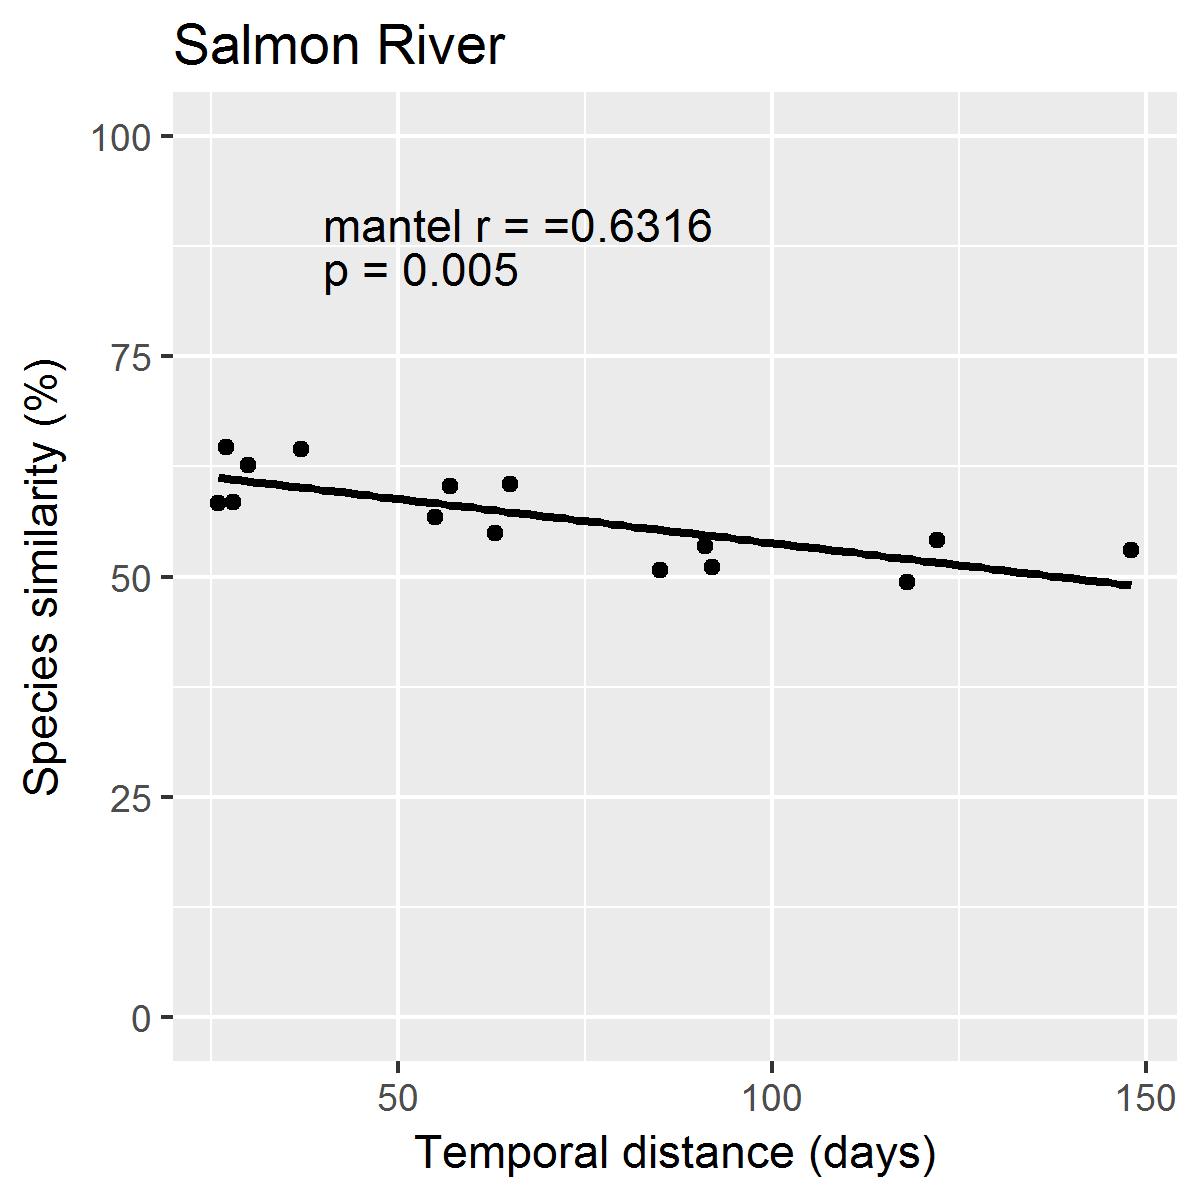 Salmon River
mantel r = =0.6316
p = 0.005
100
75
50
25
0
Species similarity (%)
50
100
150
Temporal distance (days)